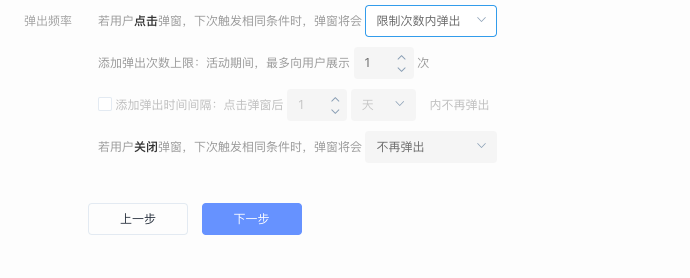 弹出频率 若用户点击弹窗，下次触发相同条件时，弹窗将会 限制次数内弹出
添加弹出次数上限：活动期间，最多向用户展示 1 次
添加弹出时间间隔：点击弹窗后 1 天 内不再弹出
若用户关闭弹窗，下次触发相同条件时，弹窗将会 不再弹出
上一步 下一步